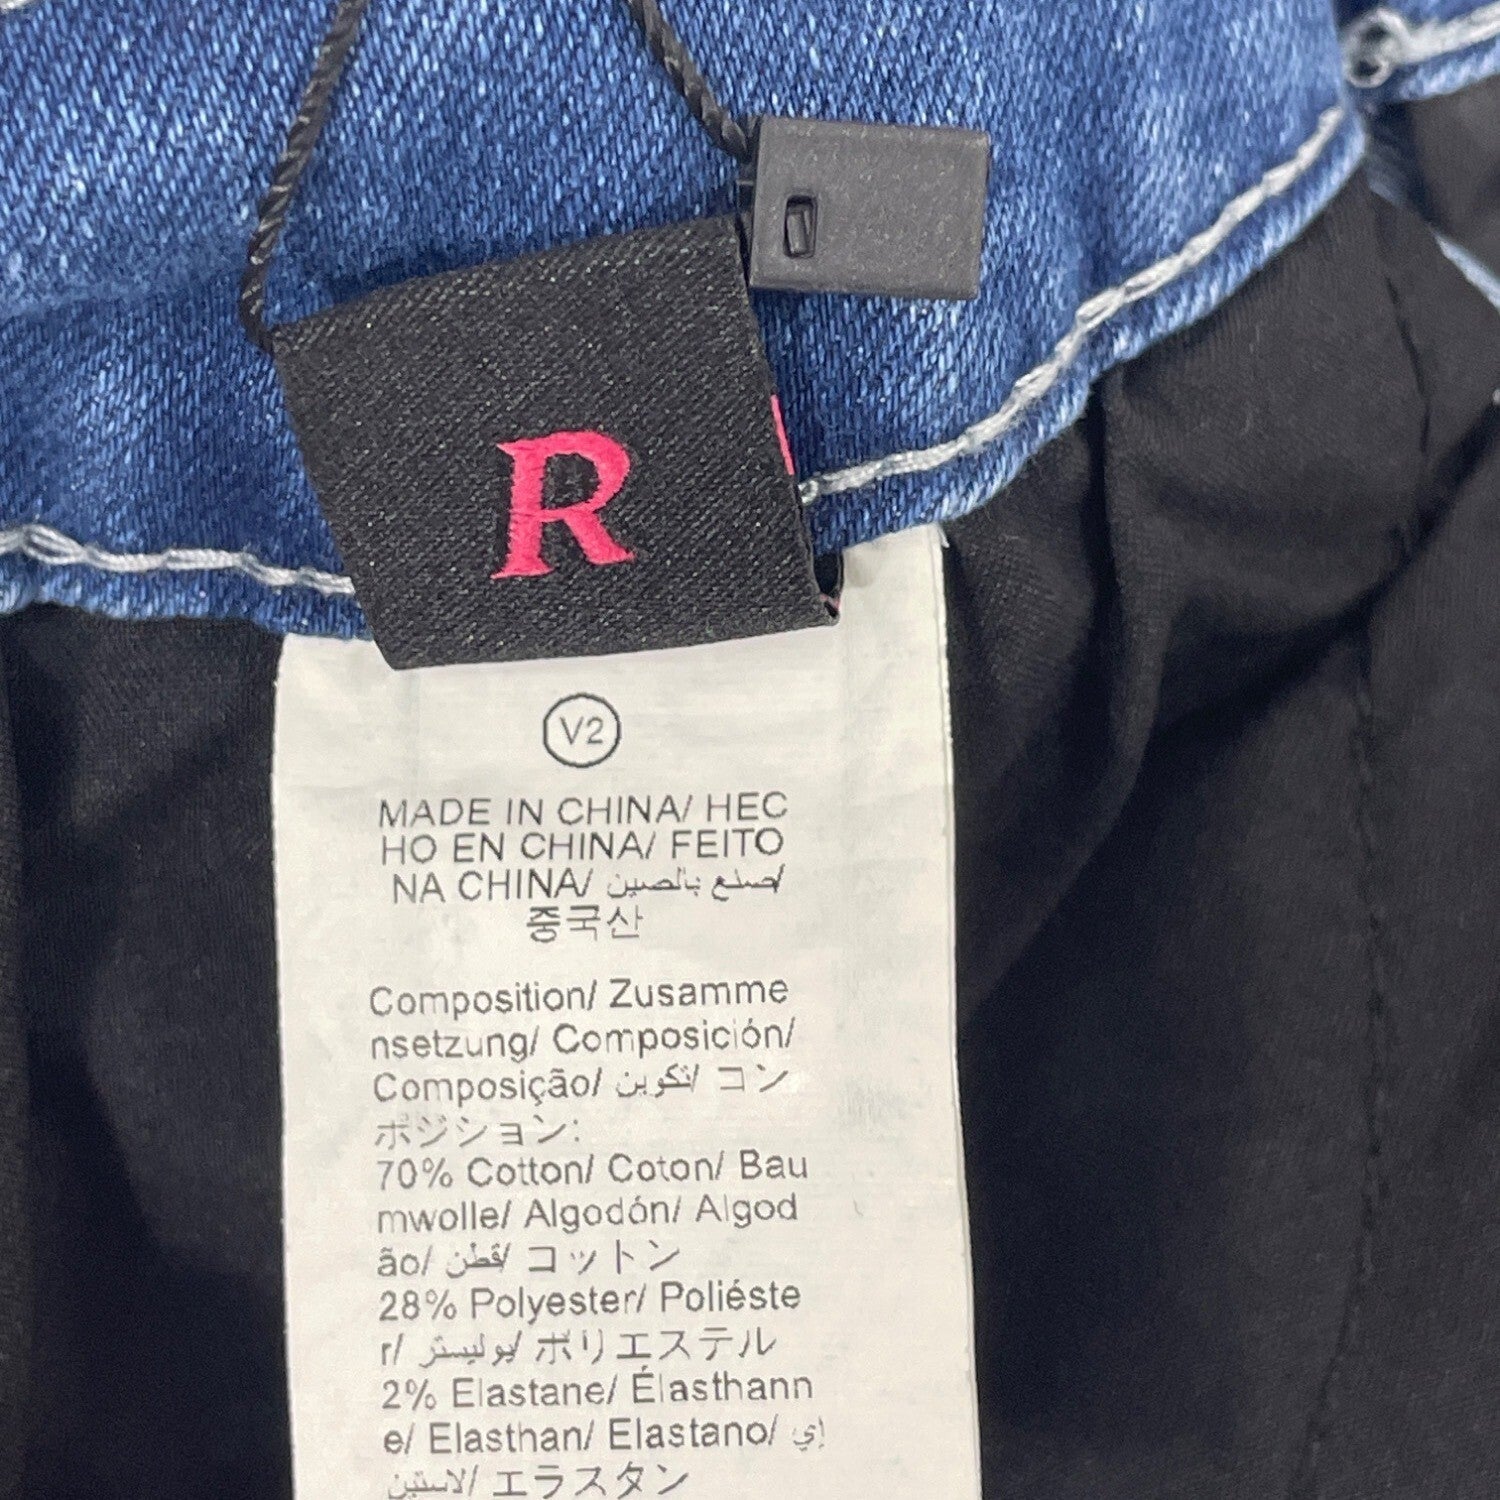 R
V2
MADE IN CHINA/ HEC
HO EN CHINA/ FEITO
NA CHINA/ صنع بالصين/
중국산
Composition/ Zusamme
nsetzung/ Composición/
Composição/ تكوين/ コン
ポジション:
70% Cotton/ Coton/ Bau
mwolle/ Algodón/ Algod
ão/ قطن/ コットン
28% Polyester/ Poliéste
r/ بوليستر/ ポリエステル
2% Elastane/ Élasthann
e/ Elasthan/ Elastano/ إي
لاستين/ エラスタン